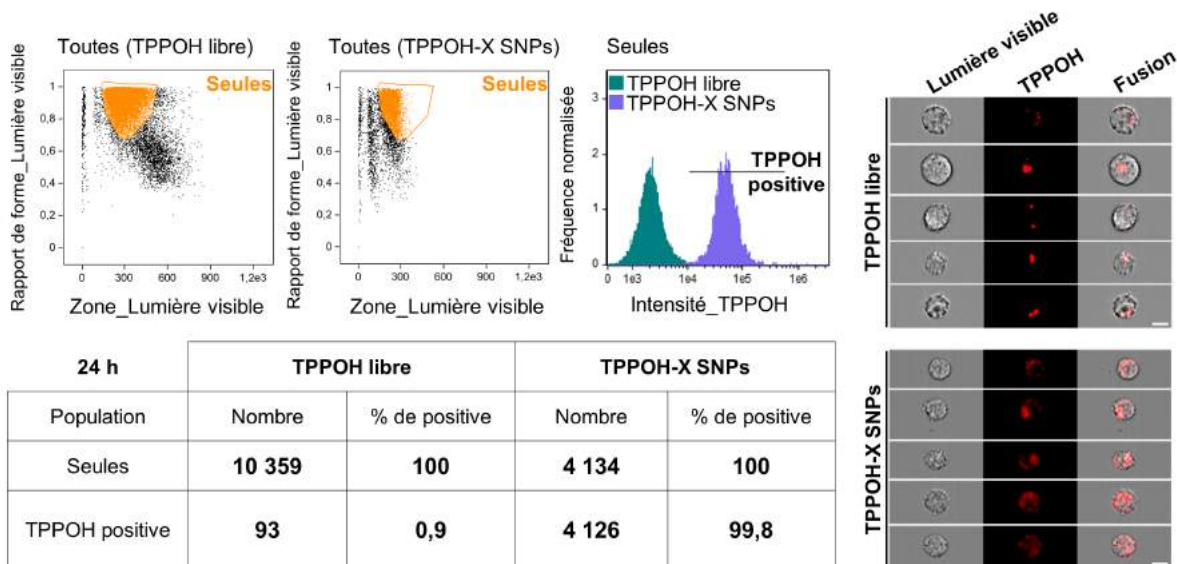 Toutes (TPPOH libre)
Seules
Rapport de forme_Lumière visible
1
0,8
0,6
0,4
0,2
0
0
300
600
900
1,2e3
Zone_Lumière visible
Toutes (TPPOH-X SNPs)
Seules
Rapport de forme_Lumière visible
1
0,8
0,6
0,4
0,2
0
0
300
600
900
1,2e3
Zone_Lumière visible
Seules
TPPOH libre
TPPOH-X SNPs
TPPOH
positive
Fréquence normalisée
3
2
1
0
0
1e3
1e4
1e5
1e6
Intensité_TPPOH
Lumière visible
TPPOH
Fusion
TPPOH libre
TPPOH-X SNPs
24 h TPPOH libre TPPOH-X SNPs
Population Nombre % de positive Nombre % de positive
Seules 10 359 100 4 134 100
TPPOH positive 93 0,9 4 126 99,8